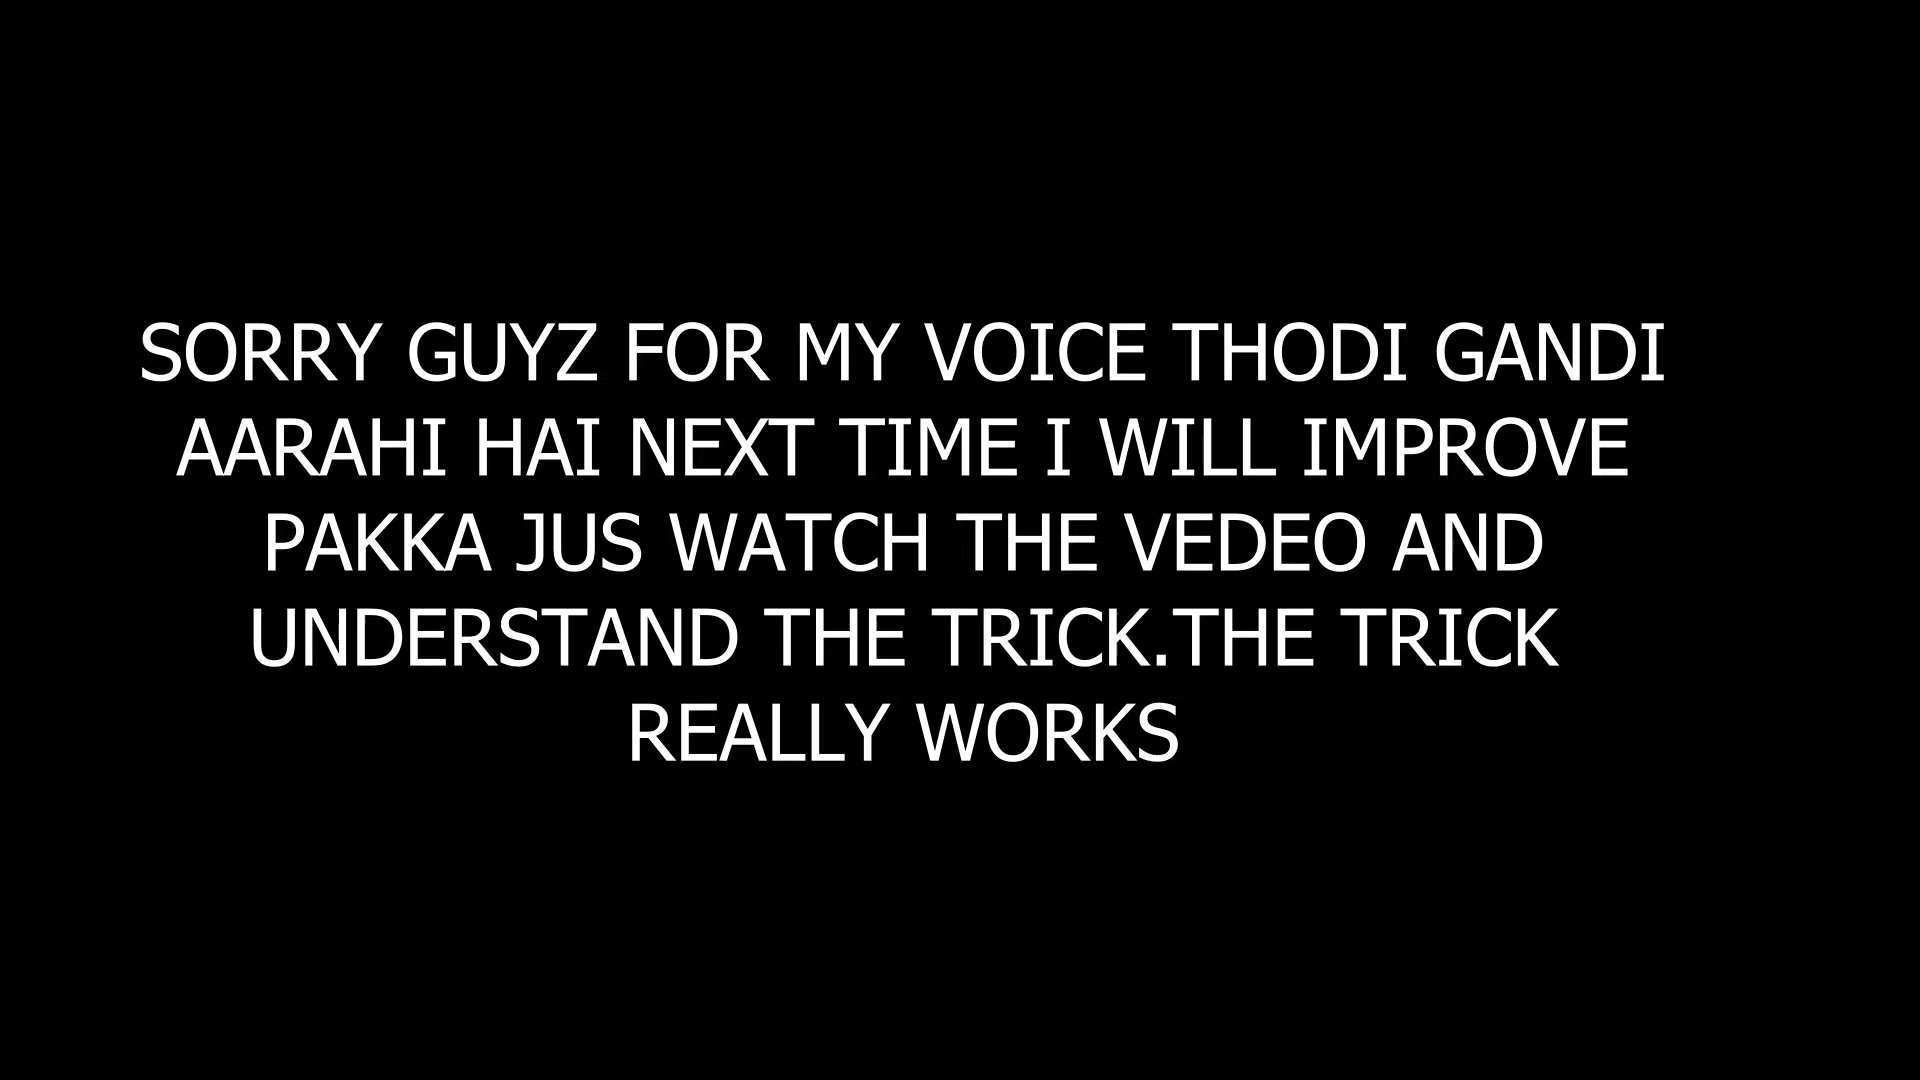 SORRY GUYZ FOR MY VOICE THODI GANDI
AARAHI HAI NEXT TIME I WILL IMPROVE
PAKKA JUS WATCH THE VEDEO AND
UNDERSTAND THE TRICK.THE TRICK
REALLY WORKS